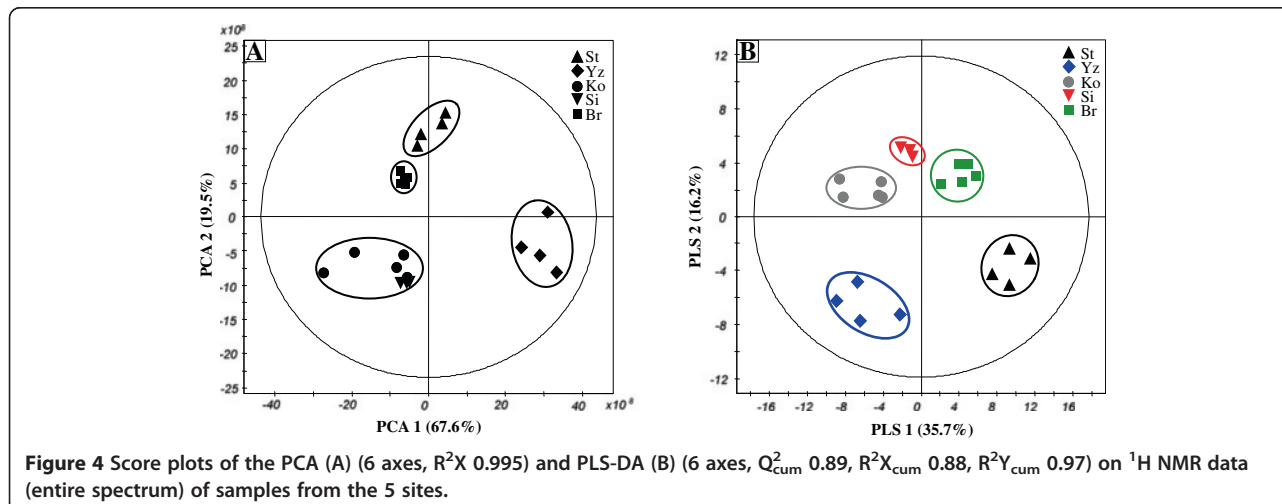 x10⁸
A
25
20
15
10
5
0
-5
-10
-15
-20
-25
PCA 2 (19.5%)
St
Yz
Ko
Si
Br
-40
-20
0
20
40
x10⁻⁸
PCA 1 (67.6%)
B
12
8
4
0
-4
-8
-12
PLS 2 (16.2%)
St
Yz
Ko
Si
Br
-16
-12
-8
-4
0
4
8
12
16
PLS 1 (35.7%)
Figure 4 Score plots of the PCA (A) (6 axes, R²X 0.995) and PLS-DA (B) (6 axes, Q²cum 0.89, R²Xcum 0.88, R²Ycum 0.97) on ¹H NMR data
(entire spectrum) of samples from the 5 sites.